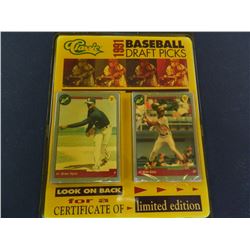 Classic
1991
BASEBALL
DRAFT PICKS
LOOK ON BACK
for a
CERTIFICATE OF
limited edition